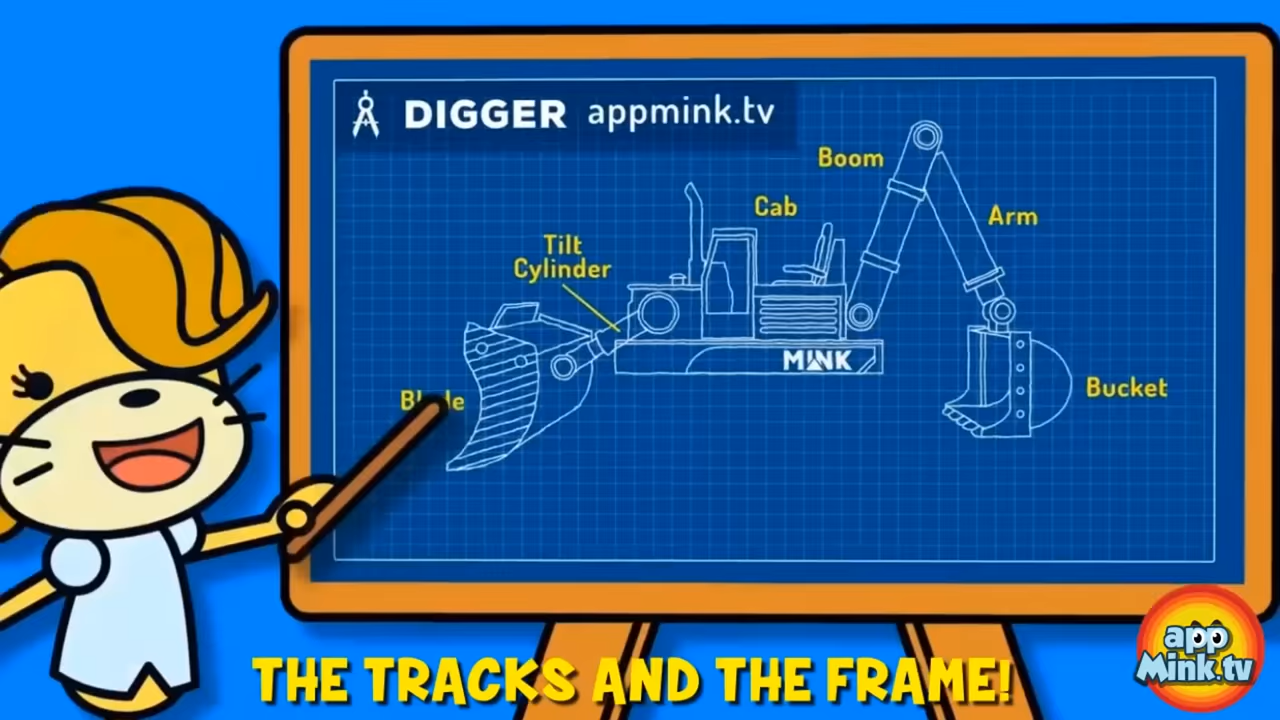 DIGGER appmink.tv
Boom
Cab
Arm
Tilt
Cylinder
MINK
Bucket
THE TRACKS AND THE FRAME!
app
Mink.tv